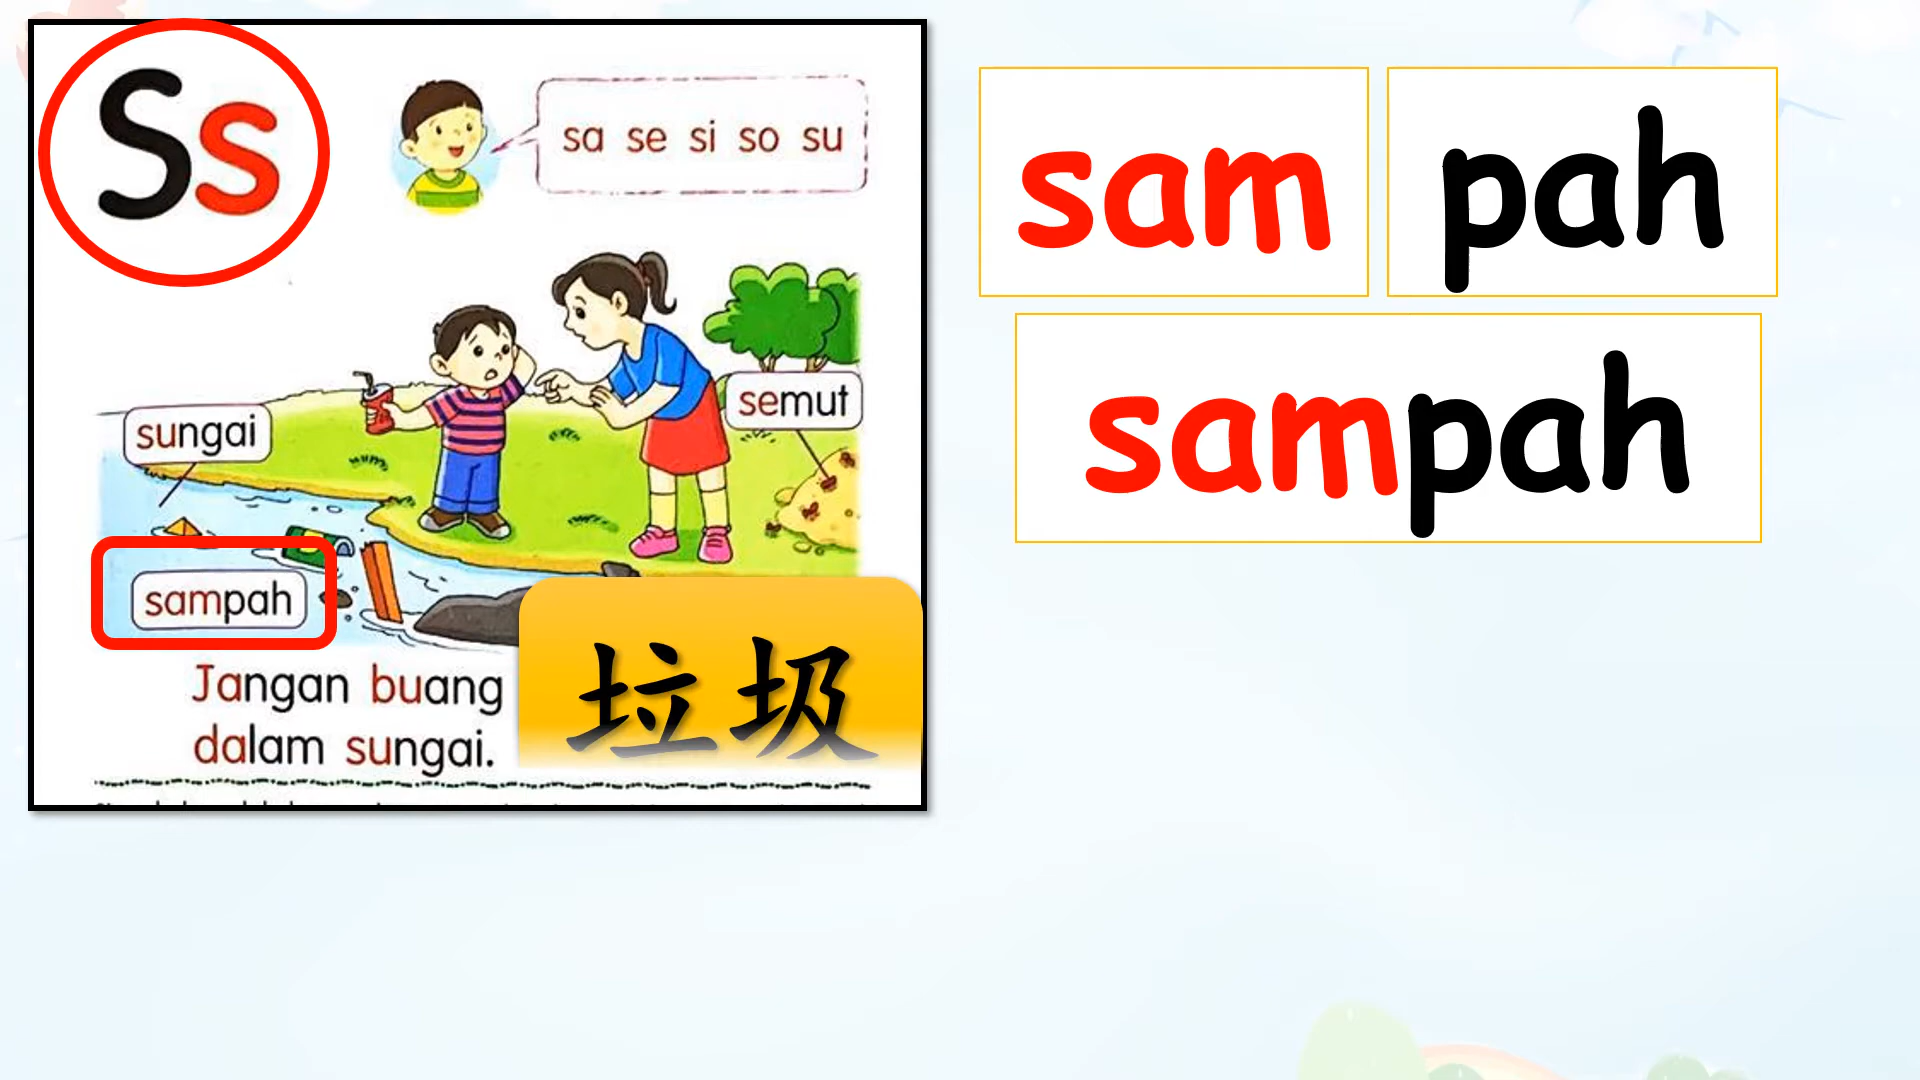 Ss
sa se si so su
semut
sungai
sampah
Jangan buang
dalam sungai.
垃圾
sam pah
sampah